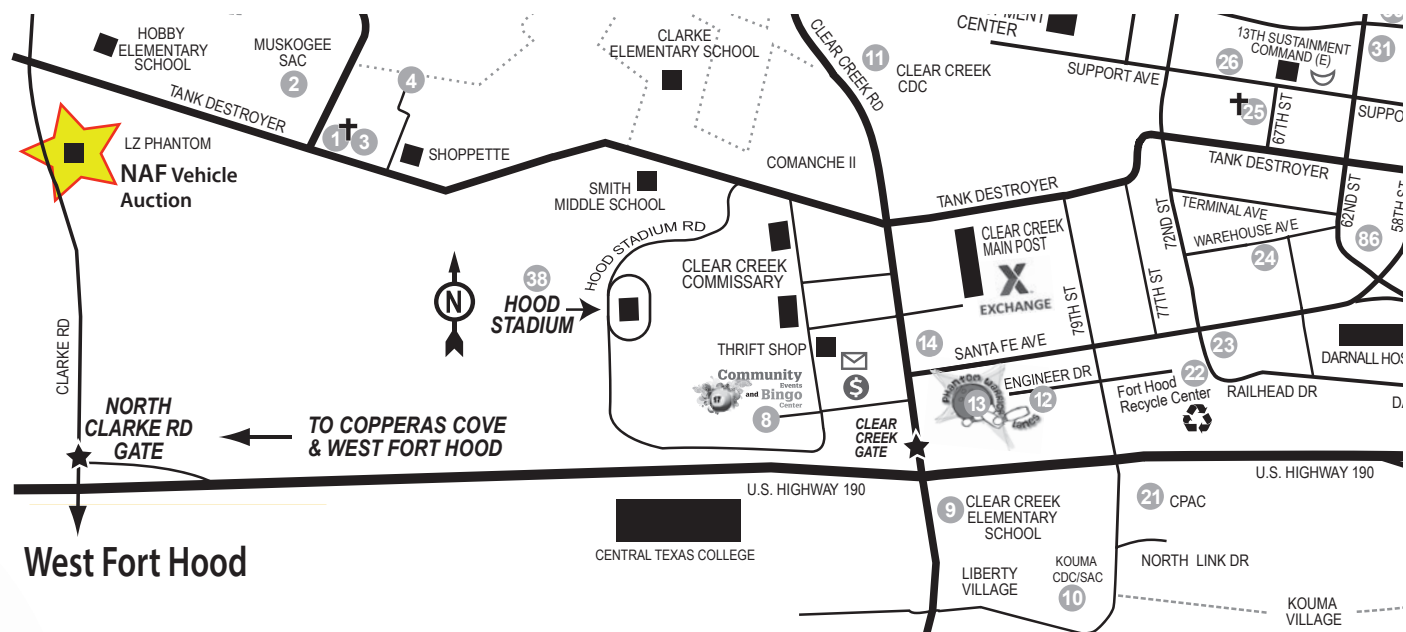 HOBBY
ELEMENTARY
SCHOOL
MUSKOGEE
SAC
2
4
CLARKE
ELEMENTARY SCHOOL
CLEAR CREEK RD
11
CLEAR CREEK
CDC
CENTER
SUPPORT AVE
26
13TH SUSTAINMENT
COMMAND (E)
31
25
67TH ST
SUPPO
TANK DESTROYER
LZ PHANTOM
NAF Vehicle
Auction
1
3
SHOPPETTE
COMANCHE II
TANK DESTROYER
TANK DESTROYER
SMITH
MIDDLE SCHOOL
HOOD STADIUM RD
38
HOOD
STADIUM
N
CLEAR CREEK
COMMISSARY
CLEAR CREEK
MAIN POST
X
EXCHANGE
79TH ST
77TH ST
72ND ST
TERMINAL AVE
WAREHOUSE AVE
24
62ND ST
58TH ST
86
THRIFT SHOP
$
14
SANTA FE AVE
23
DARNALL HOS
Community
Events
and Bingo
Center
17
8
13
ENGINEER DR
12
Fort Hood
Recycle Center
22
RAILHEAD DR
DA
CLARKE RD
NORTH
CLARKE RD
GATE
TO COPPERAS COVE
& WEST FORT HOOD
CLEAR
CREEK
GATE
U.S. HIGHWAY 190
U.S. HIGHWAY 190
West Fort Hood
CENTRAL TEXAS COLLEGE
9
CLEAR CREEK
ELEMENTARY
SCHOOL
21
CPAC
LIBERTY
VILLAGE
KOUMA
CDC/SAC
10
NORTH LINK DR
KOUMA
VILLAGE